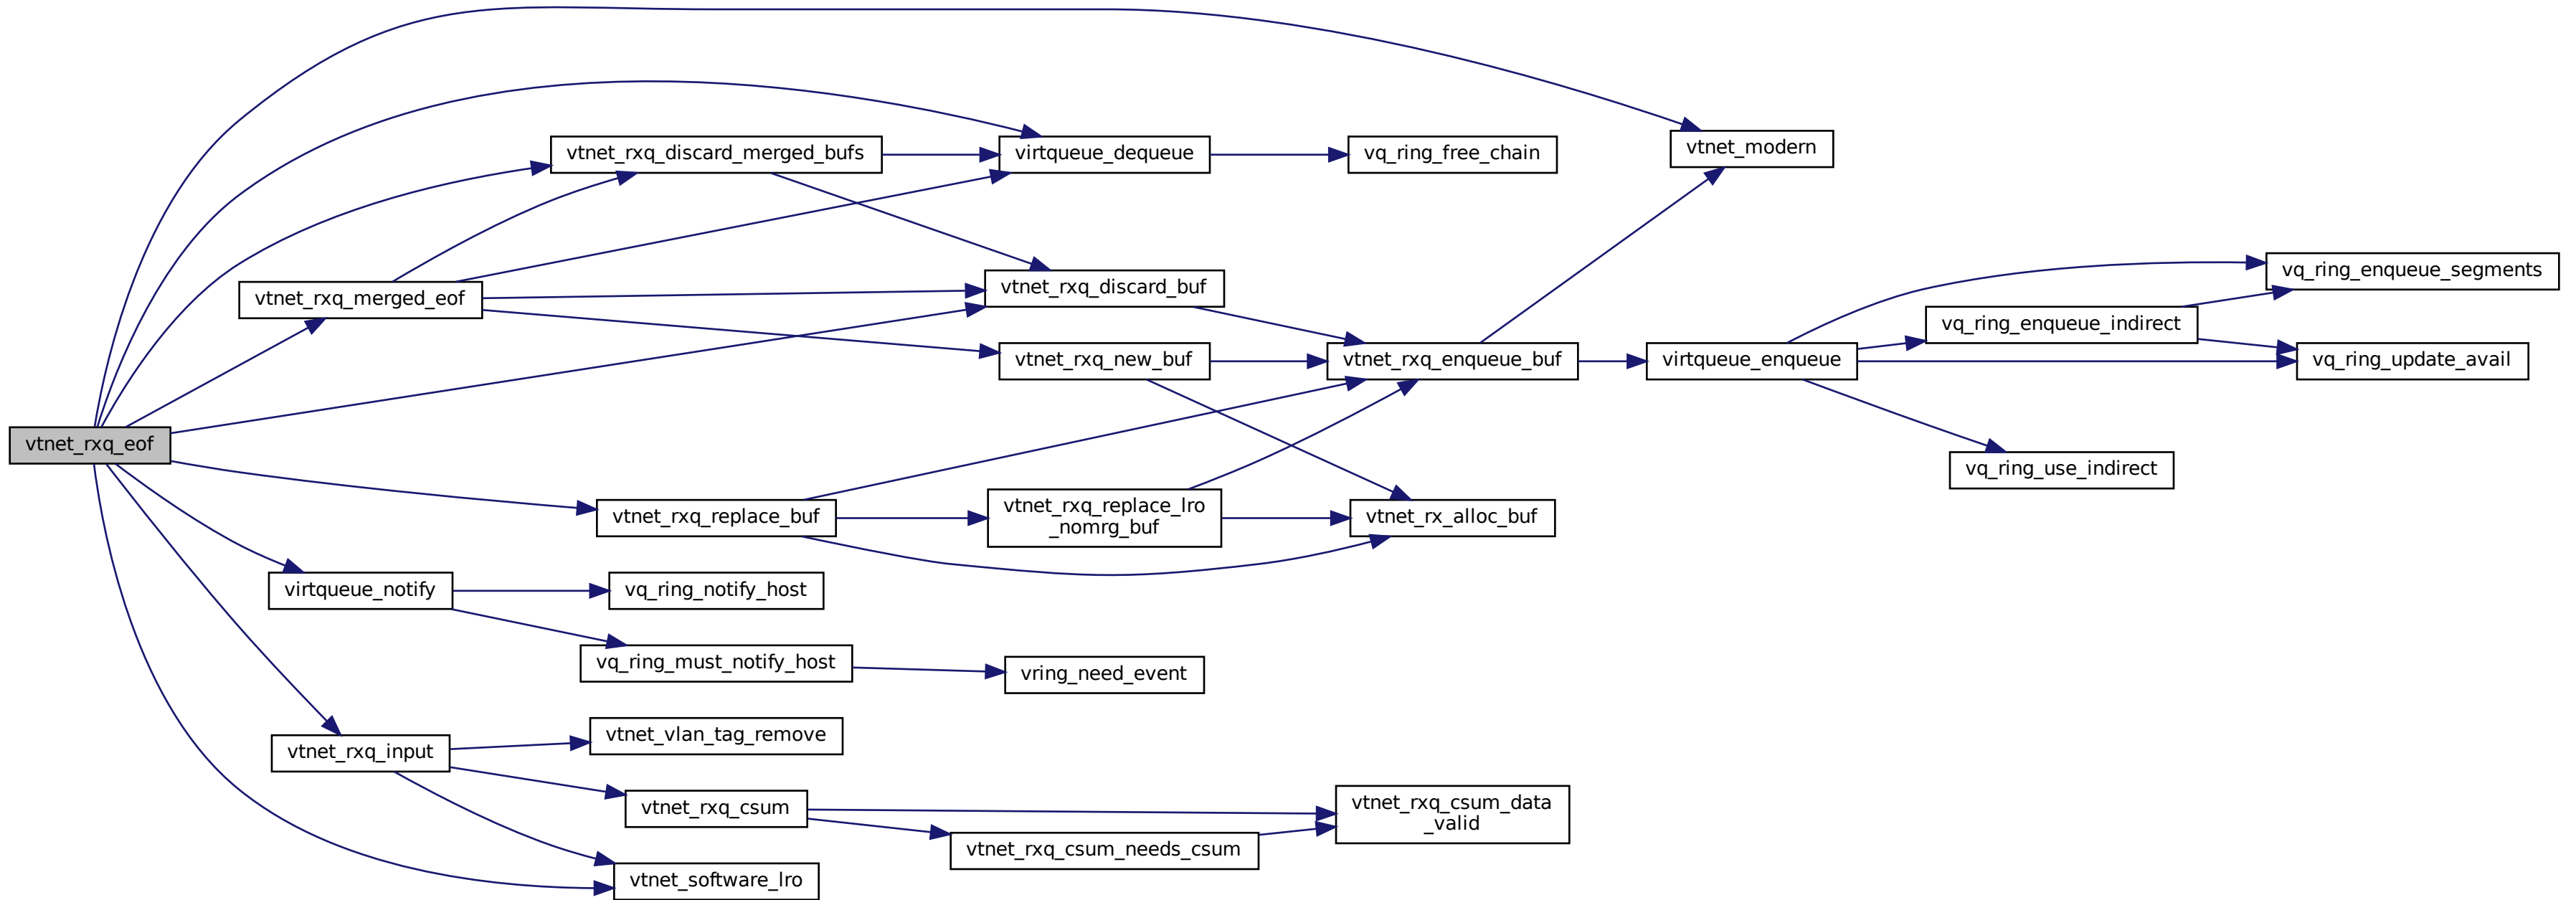 vtnet_rxq_eof
vtnet_rxq_merged_eof
vtnet_rxq_discard_merged_bufs
virtqueue_dequeue
vq_ring_free_chain
vtnet_modern
vtnet_rxq_discard_buf
vtnet_rxq_new_buf
vtnet_rxq_enqueue_buf
virtqueue_enqueue
vq_ring_enqueue_segments
vq_ring_enqueue_indirect
vq_ring_update_avail
vq_ring_use_indirect
vtnet_rxq_replace_buf
vtnet_rxq_replace_lro
_nomrg_buf
vtnet_rx_alloc_buf
virtqueue_notify
vq_ring_notify_host
vq_ring_must_notify_host
vring_need_event
vtnet_rxq_input
vtnet_vlan_tag_remove
vtnet_rxq_csum
vtnet_rxq_csum_data
_valid
vtnet_rxq_csum_needs_csum
vtnet_software_lro